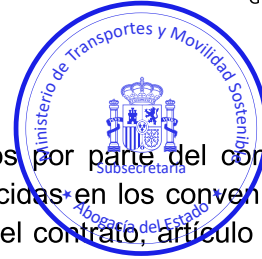 Ministerio de Transportes y Movilidad Sostenible
Subsecretaría
Abogacía del Estado
os por parte del con
cidas en los conven
el contrato, artículo